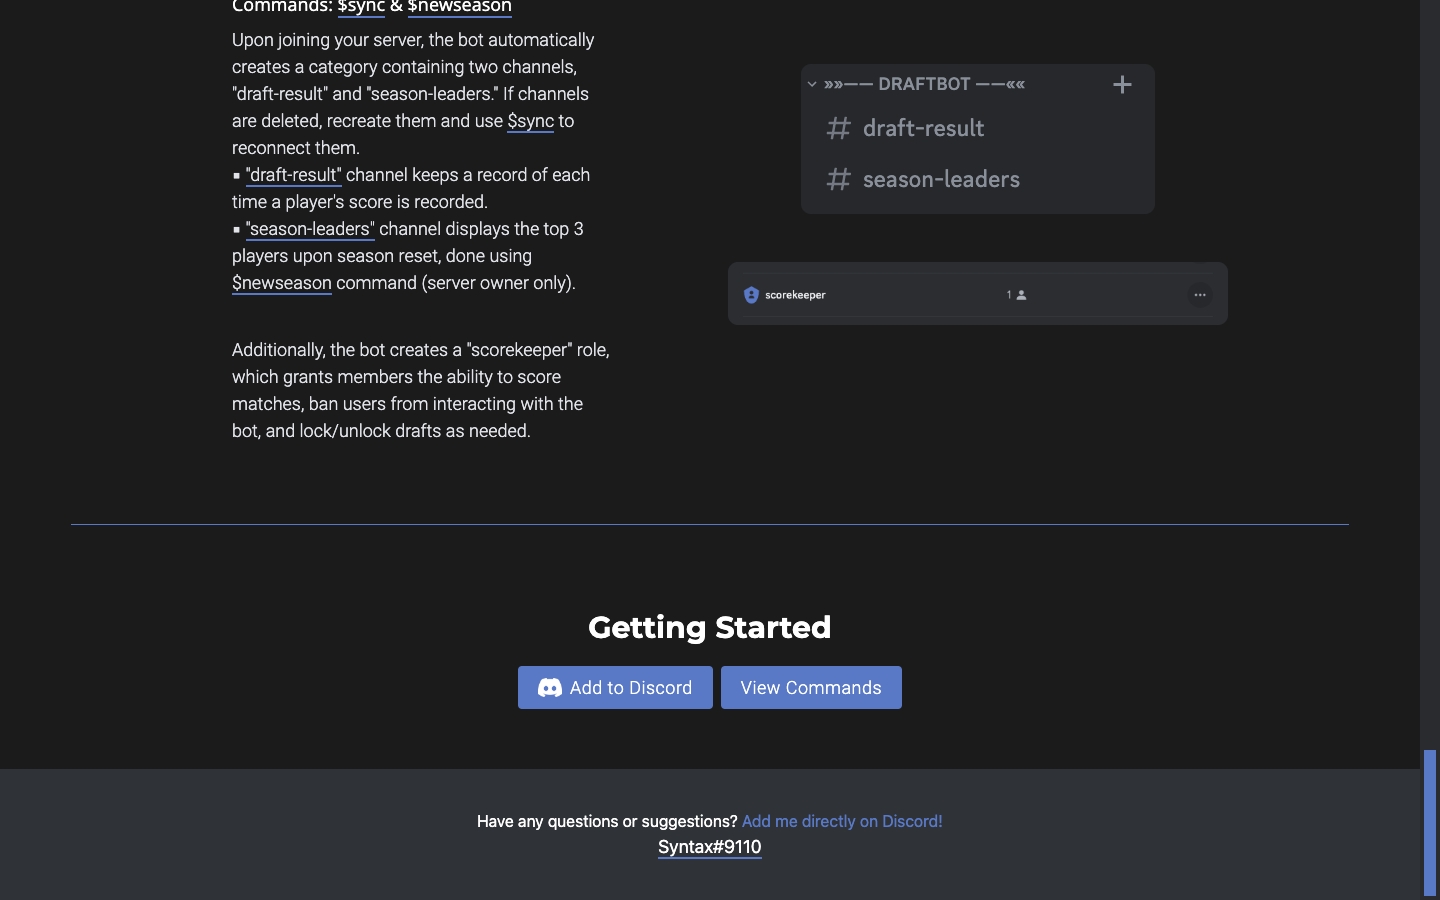 Commands: $sync & $newseason
Upon joining your server, the bot automatically
creates a category containing two channels,
"draft-result" and "season-leaders." If channels
are deleted, recreate them and use $sync to
reconnect them.
▪ "draft-result" channel keeps a record of each
time a player's score is recorded.
▪ "season-leaders" channel displays the top 3
players upon season reset, done using
$newseason command (server owner only).
Additionally, the bot creates a "scorekeeper" role,
which grants members the ability to score
matches, ban users from interacting with the
bot, and lock/unlock drafts as needed.
»»—— DRAFTBOT ——««
# draft-result
# season-leaders
scorekeeper 1
Getting Started
Add to Discord
View Commands
Have any questions or suggestions? Add me directly on Discord!
Syntax#9110